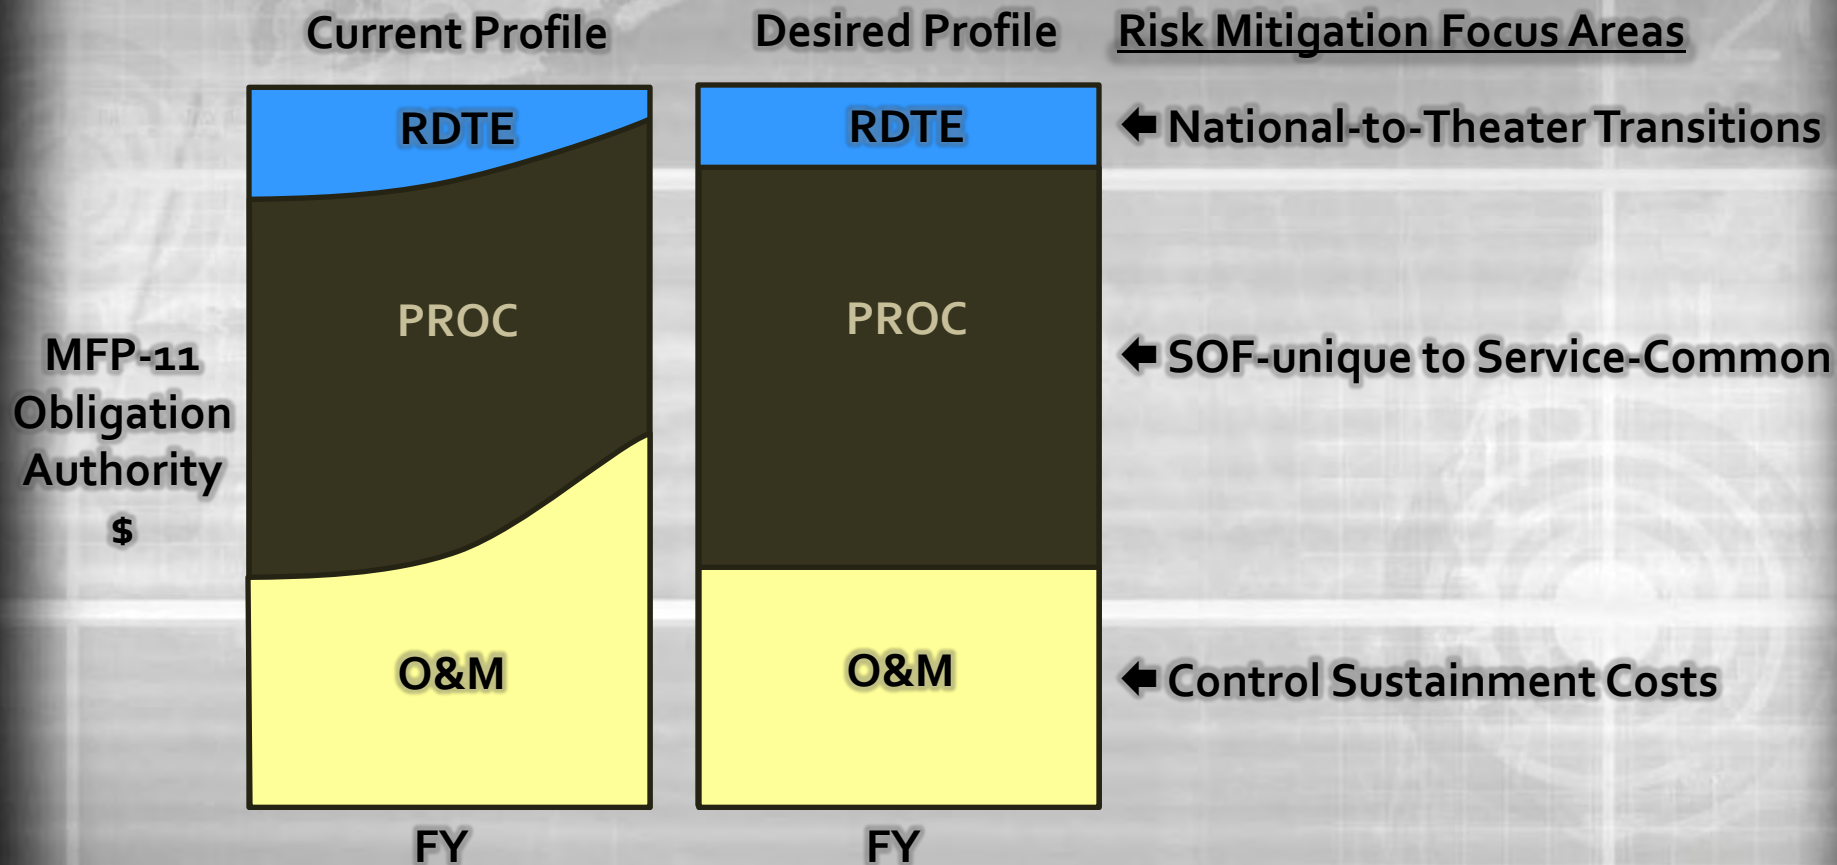 Current Profile
Desired Profile
Risk Mitigation Focus Areas
RDTE
RDTE
National-to-Theater Transitions
PROC
PROC
MFP-11
Obligation
Authority
$
SOF-unique to Service-Common
O&M
O&M
Control Sustainment Costs
FY
FY